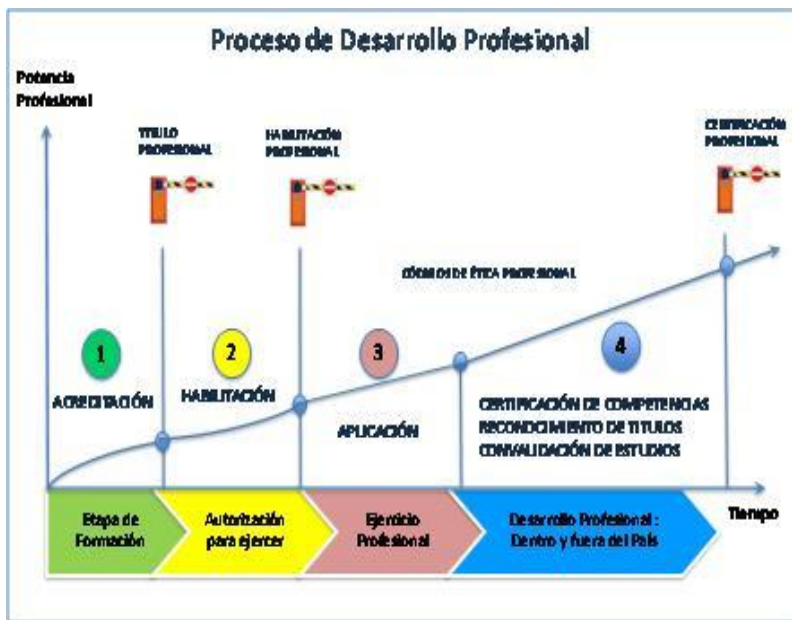 Proceso de Desarrollo Profesional
Potencia
Profesional
TITULO
PROFESIONAL
HABILITACIÓN
PROFESIONAL
CERTIFICACIÓN
PROFESIONAL
CÓDIGOS DE ÉTICA PROFESIONAL
1
2
3
4
ACREDITACIÓN
HABILITACIÓN
APLICACIÓN
CERTIFICACIÓN DE COMPETENCIAS
RECONOCIMIENTO DE TITULOS
CONVALIDACIÓN DE ESTUDIOS
Etapa de
Formación
Autorización
para ejercer
Ejercicio
Profesional
Desarrollo Profesional :
Dentro y fuera del País
Tiempo